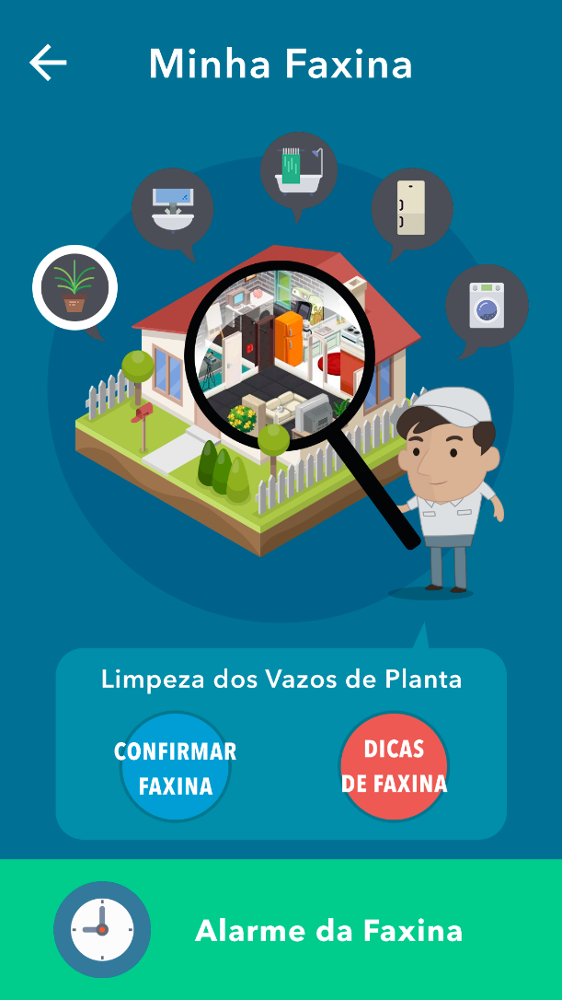 Minha Faxina
Limpeza dos Vazos de Planta
CONFIRMAR
FAXINA
DICAS
DE FAXINA
Alarme da Faxina